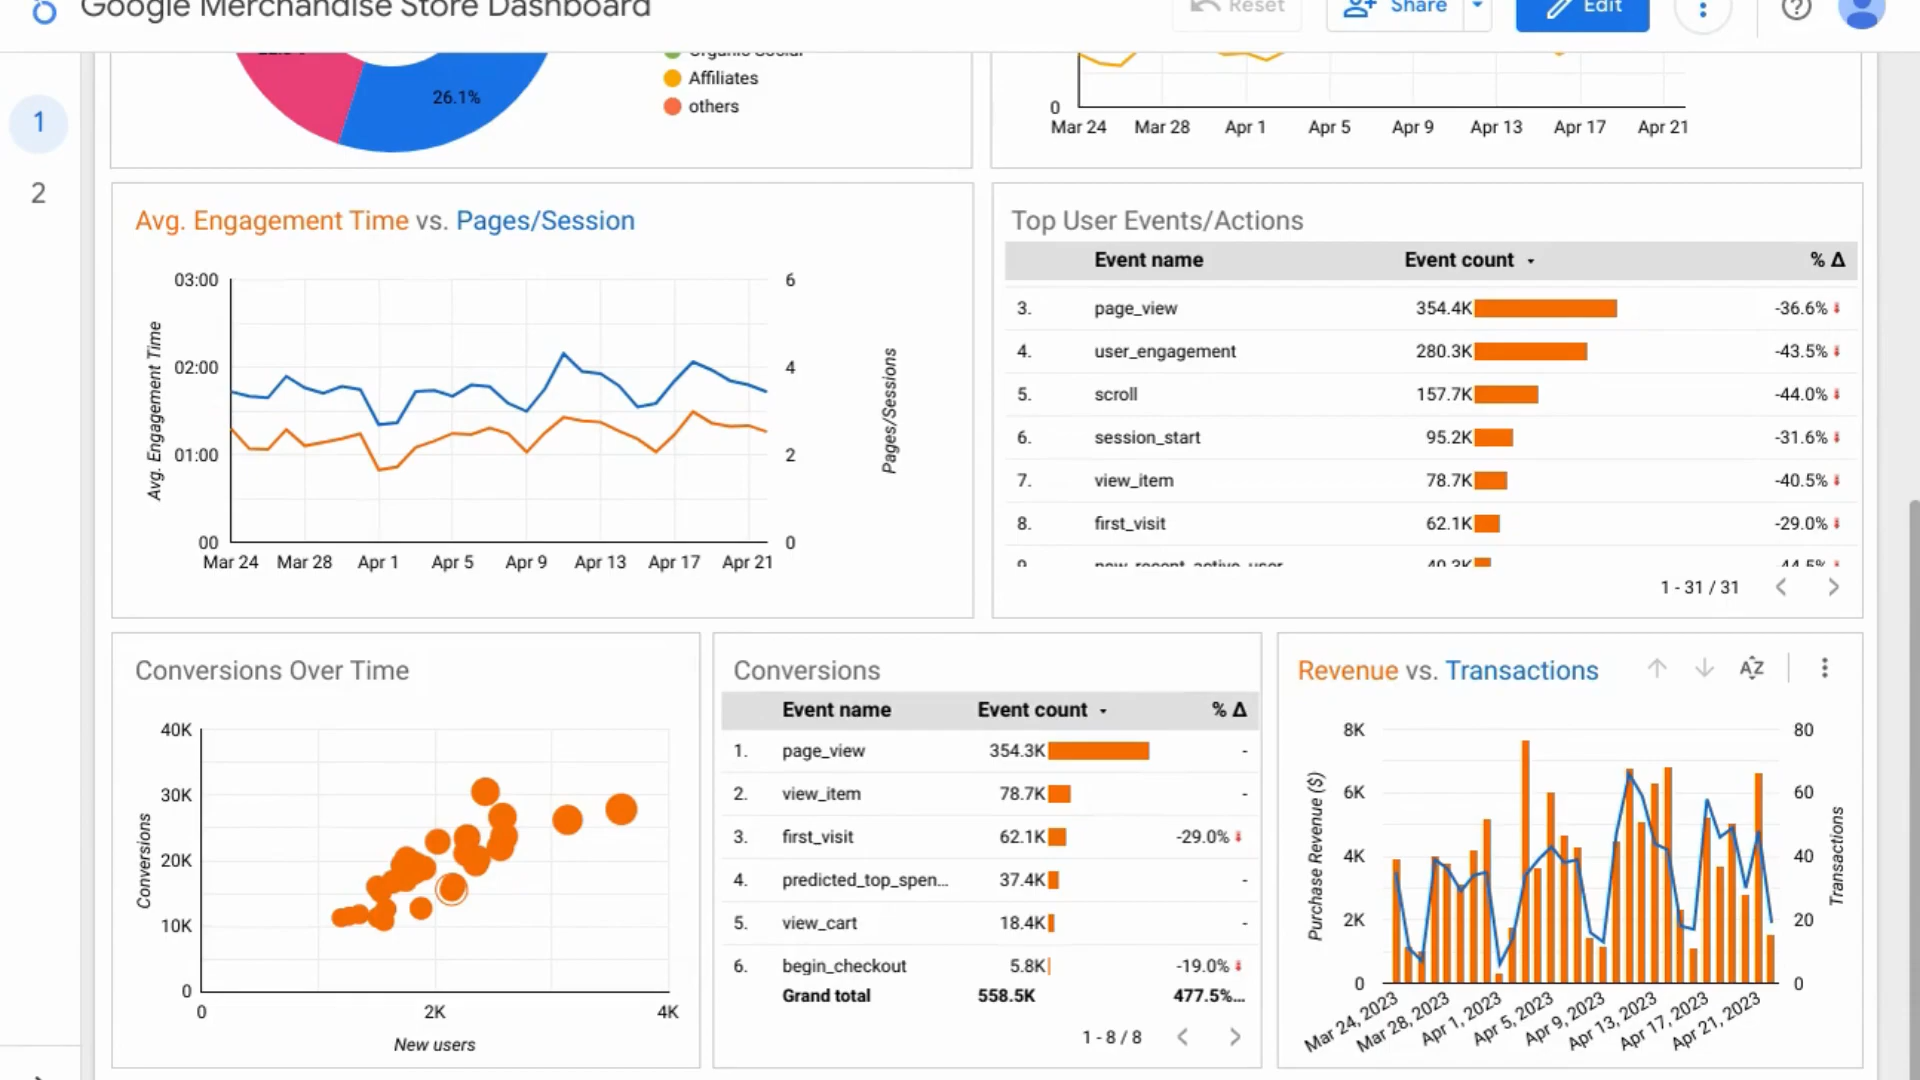 Google Merchandise Store Dashboard
Reset
Share
Edit
1
2
26.1%
Organic Social
Affiliates
others
0
Mar 24 Mar 28 Apr 1 Apr 5 Apr 9 Apr 13 Apr 17 Apr 21
Avg. Engagement Time vs. Pages/Session
Avg. Engagement Time
03:00
02:00
01:00
00
6
4
2
0
Pages/Sessions
Mar 24 Mar 28 Apr 1 Apr 5 Apr 9 Apr 13 Apr 17 Apr 21
Top User Events/Actions
Event name Event count % Δ
3. page_view 354.4K -36.6%
4. user_engagement 280.3K -43.5%
5. scroll 157.7K -44.0%
6. session_start 95.2K -31.6%
7. view_item 78.7K -40.5%
8. first_visit 62.1K -29.0%
9. new_recent_active_user 40.3K -44.5%
1 - 31 / 31
Conversions Over Time
Conversions
40K
30K
20K
10K
0
0 2K 4K
New users
Conversions
Event name Event count % Δ
1. page_view 354.3K -
2. view_item 78.7K -
3. first_visit 62.1K -29.0%
4. predicted_top_spen... 37.4K -
5. view_cart 18.4K -
6. begin_checkout 5.8K -19.0%
Grand total 558.5K 477.5%...
1 - 8 / 8
Revenue vs. Transactions
AZ
Purchase Revenue ($)
8K
6K
4K
2K
0
80
60
40
20
0
Transactions
Mar 24, 2023 Mar 28, 2023 Apr 1, 2023 Apr 5, 2023 Apr 9, 2023 Apr 13, 2023 Apr 17, 2023 Apr 21, 2023